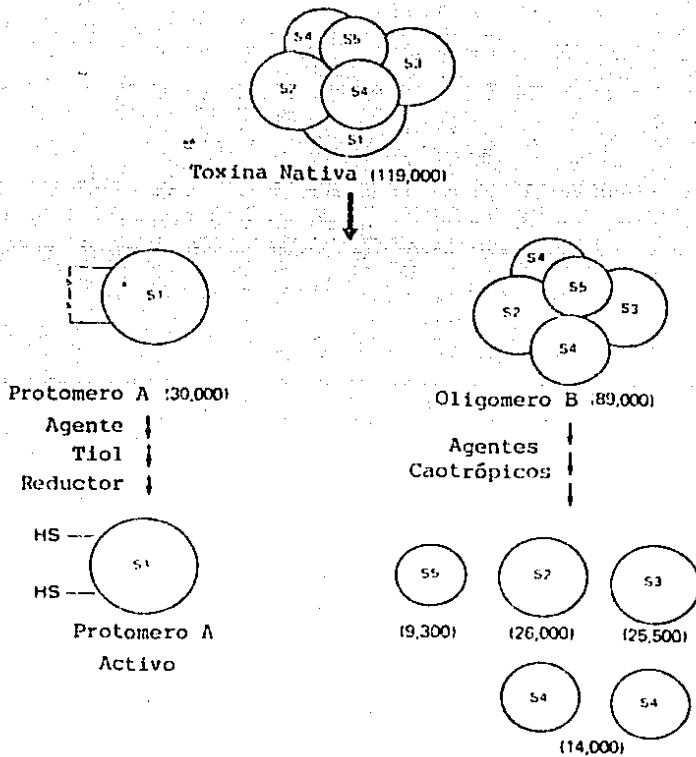 S4 S5 S3
S2 S4
S1
Toxina Nativa (119,000)
S1
Protomero A (30,000)
Agente
Tiol
Reductor
HS
HS
S1
Protomero A
Activo
S4
S5
S2 S3
S4
Oligomero B (89,000)
Agentes
Caotrópicos
S5 S2 S3
(9,300) (26,000) (25,500)
S4 S4
(14,000)